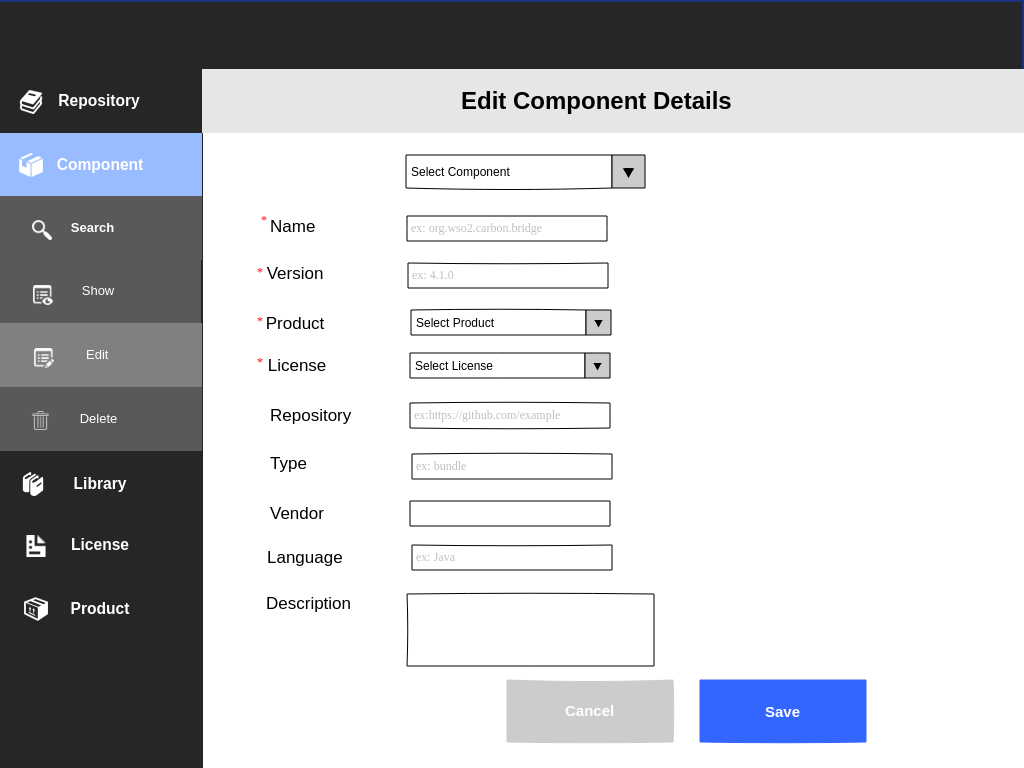 Edit Component Details
Repository
Component
Search
Show
Edit
Delete
Library
License
Product
Select Component
* Name
ex: org.wso2.carbon.bridge
* Version
ex: 4.1.0
* Product
Select Product
* License
Select License
Repository
ex:https://github.com/example
Type
ex: bundle
Vendor
Language
ex: Java
Description
Cancel
Save